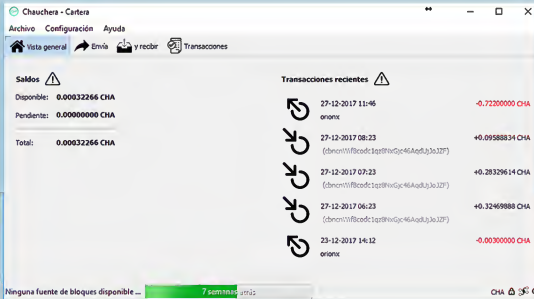 Chauchera - Cartera
Archivo Configuración Ayuda
Vista general Envía y recibir Transacciones
Saldos
Disponible: 0.00032266 CHA
Pendiente: 0.00000000 CHA
Total: 0.00032266 CHA
Transacciones recientes
27-12-2017 11:46 -0.72200000 CHA
orionx
27-12-2017 08:23 +0.09588834 CHA
27-12-2017 07:23 +0.28329614 CHA
27-12-2017 06:23 +0.32469888 CHA
23-12-2017 14:12 -0.00300000 CHA
orionx
Ninguna fuente de bloques disponible ... 7 semanas atrás
CHA